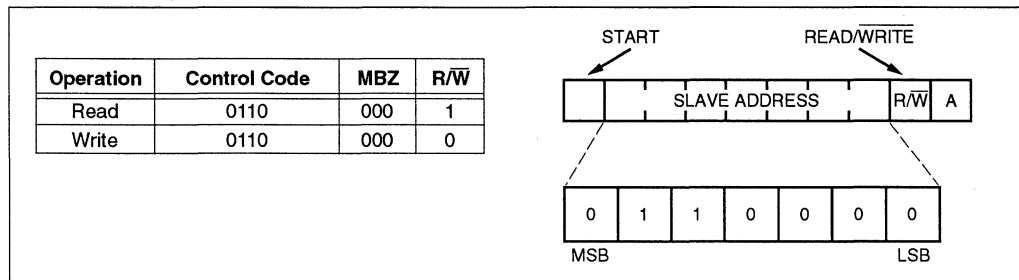 Operation Control Code MBZ R/W̅
Read 0110 000 1
Write 0110 000 0
START READ/W̅R̅I̅T̅E̅
SLAVE ADDRESS R/W̅ A
0 1 1 0 0 0 0 0
MSB LSB